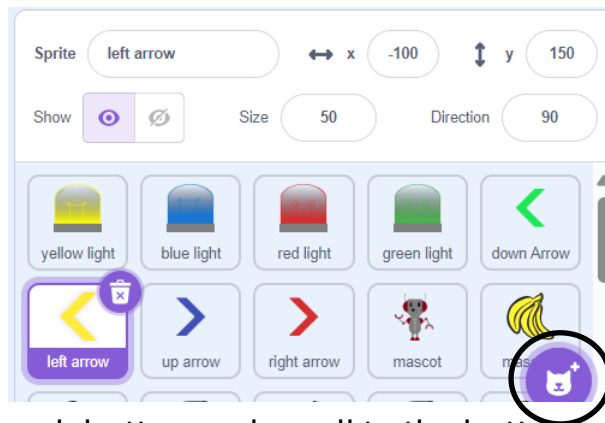 Sprite left arrow x -100 y 150
Show Size 50 Direction 90
yellow light blue light red light green light down Arrow
left arrow up arrow right arrow mascot